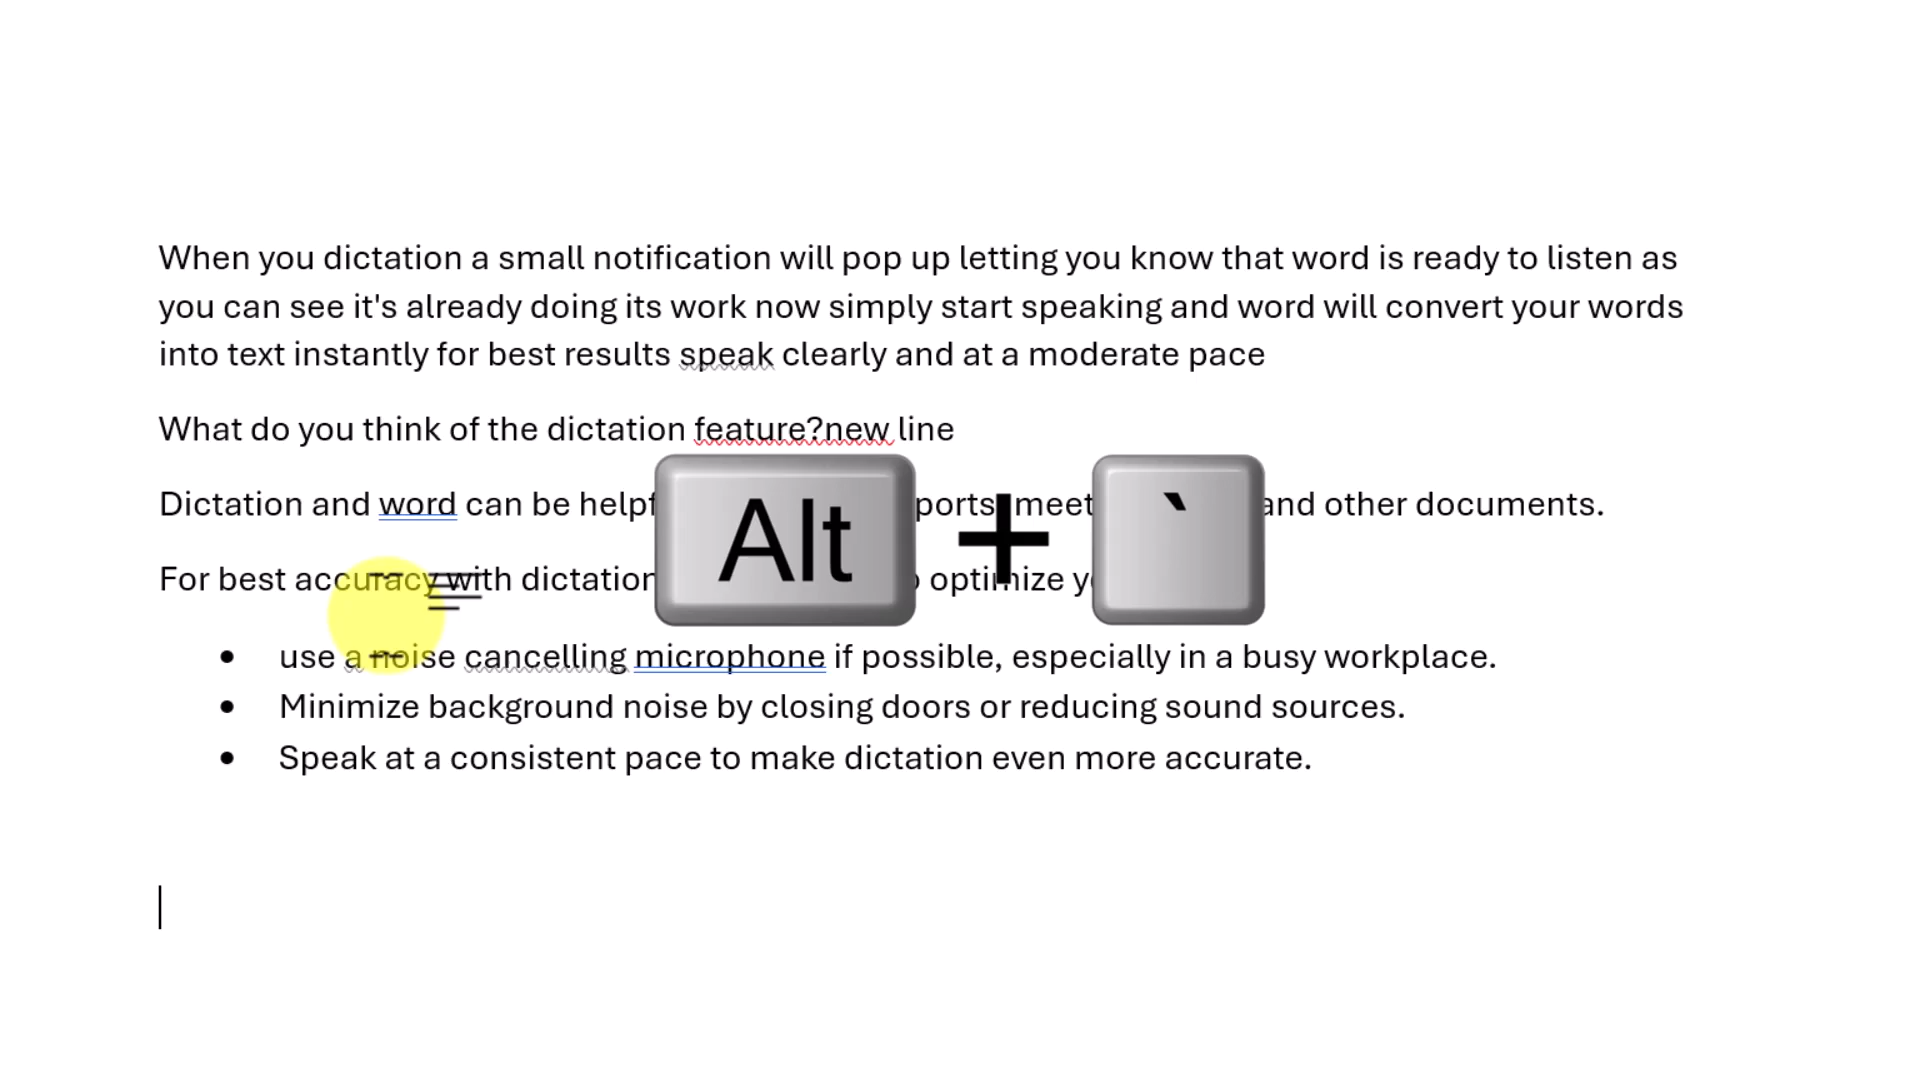 When you dictation a small notification will pop up letting you know that word is ready to listen as
you can see it's already doing its work now simply start speaking and word will convert your words
into text instantly for best results speak clearly and at a moderate pace
What do you think of the dictation feature?new line
Dictation and word can be and other documents.
Alt + `
For best accuracy with optimize
• use a noise cancelling microphone if possible, especially in a busy workplace.
• Minimize background noise by closing doors or reducing sound sources.
• Speak at a consistent pace to make dictation even more accurate.